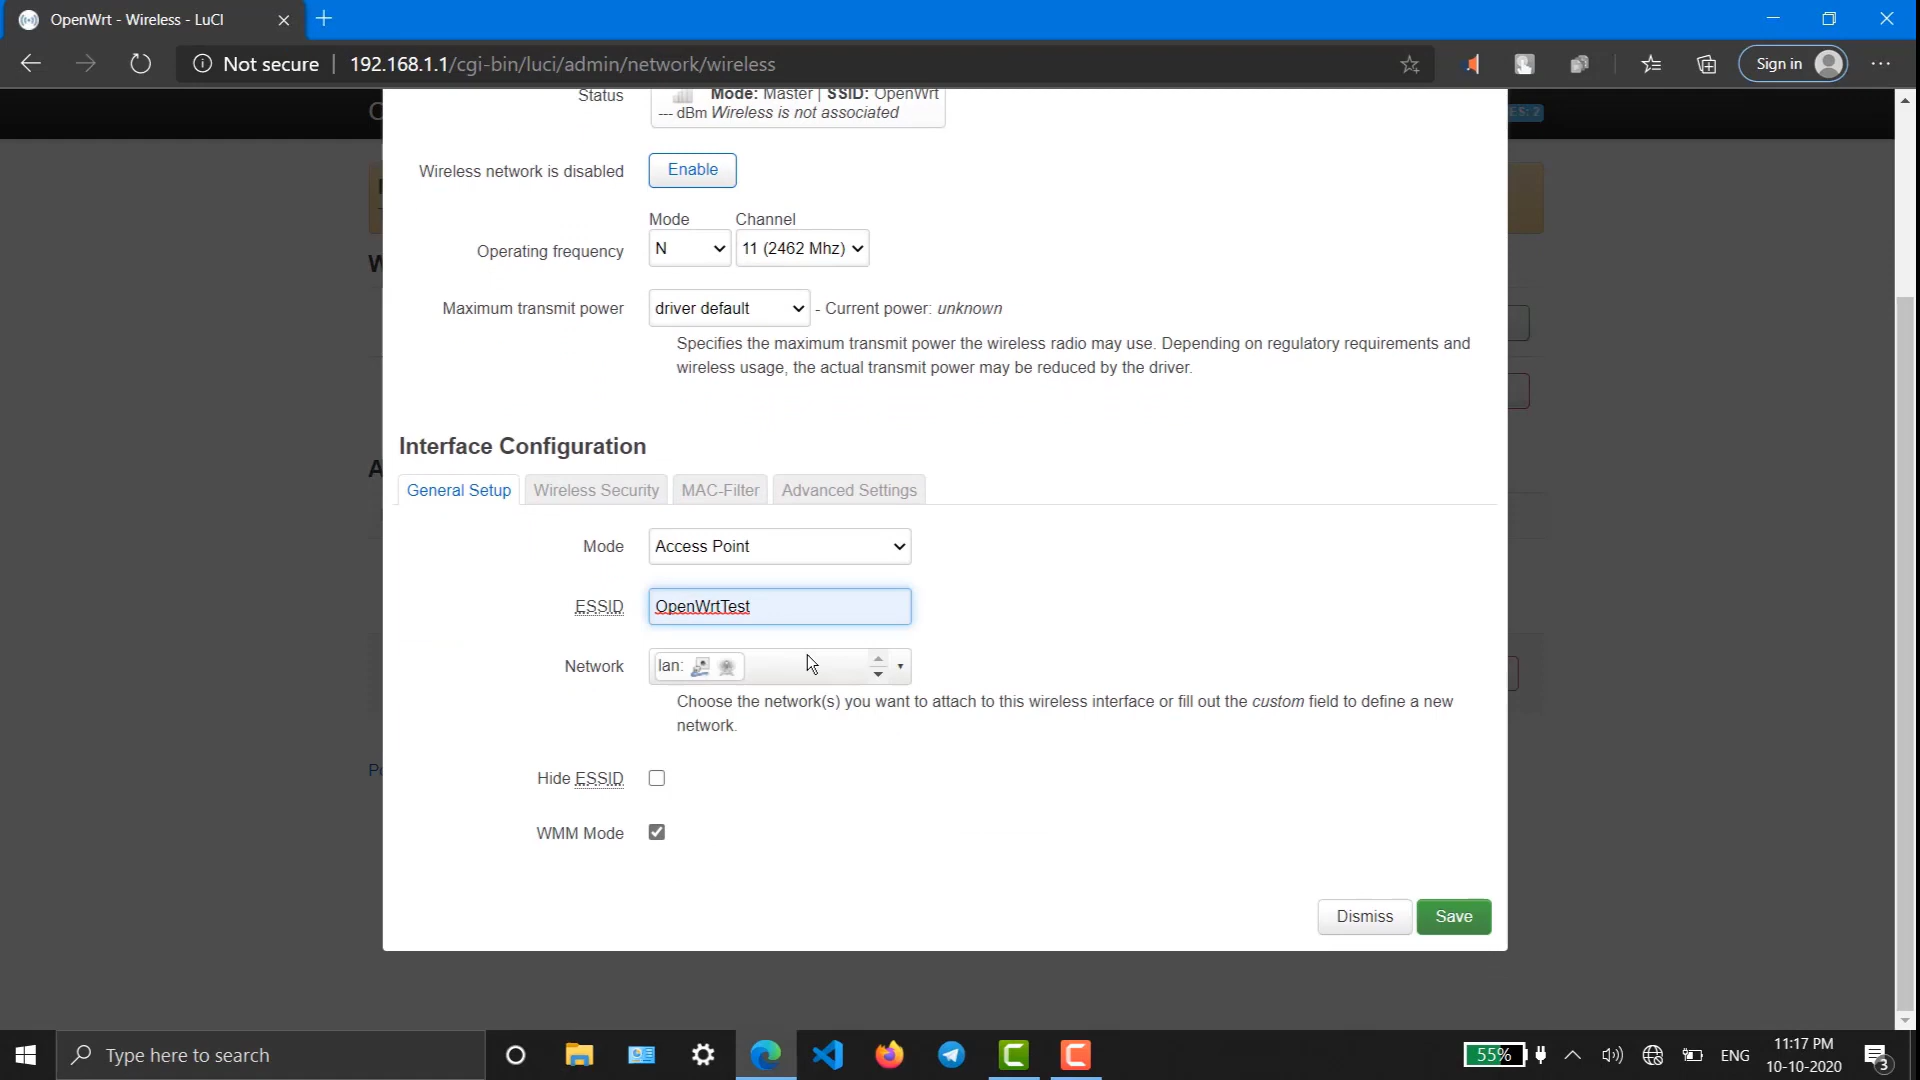 OpenWrt - Wireless - LuCI
Not secure
192.168.1.1/cgi-bin/luci/admin/network/wireless
Sign in
Status
Mode: Master | SSID: OpenWrt
--- dBm Wireless is not associated
Wireless network is disabled
Enable
Mode
Channel
Operating frequency
N
11 (2462 Mhz)
Maximum transmit power
driver default
- Current power: unknown
Specifies the maximum transmit power the wireless radio may use. Depending on regulatory requirements and
wireless usage, the actual transmit power may be reduced by the driver.
Interface Configuration
General Setup
Wireless Security
MAC-Filter
Advanced Settings
Mode
Access Point
ESSID
OpenWrtTest
Network
lan:
Choose the network(s) you want to attach to this wireless interface or fill out the custom field to define a new
network.
Hide ESSID
WMM Mode
Dismiss
Save
Type here to search
55%
ENG
11:17 PM
10-10-2020
3